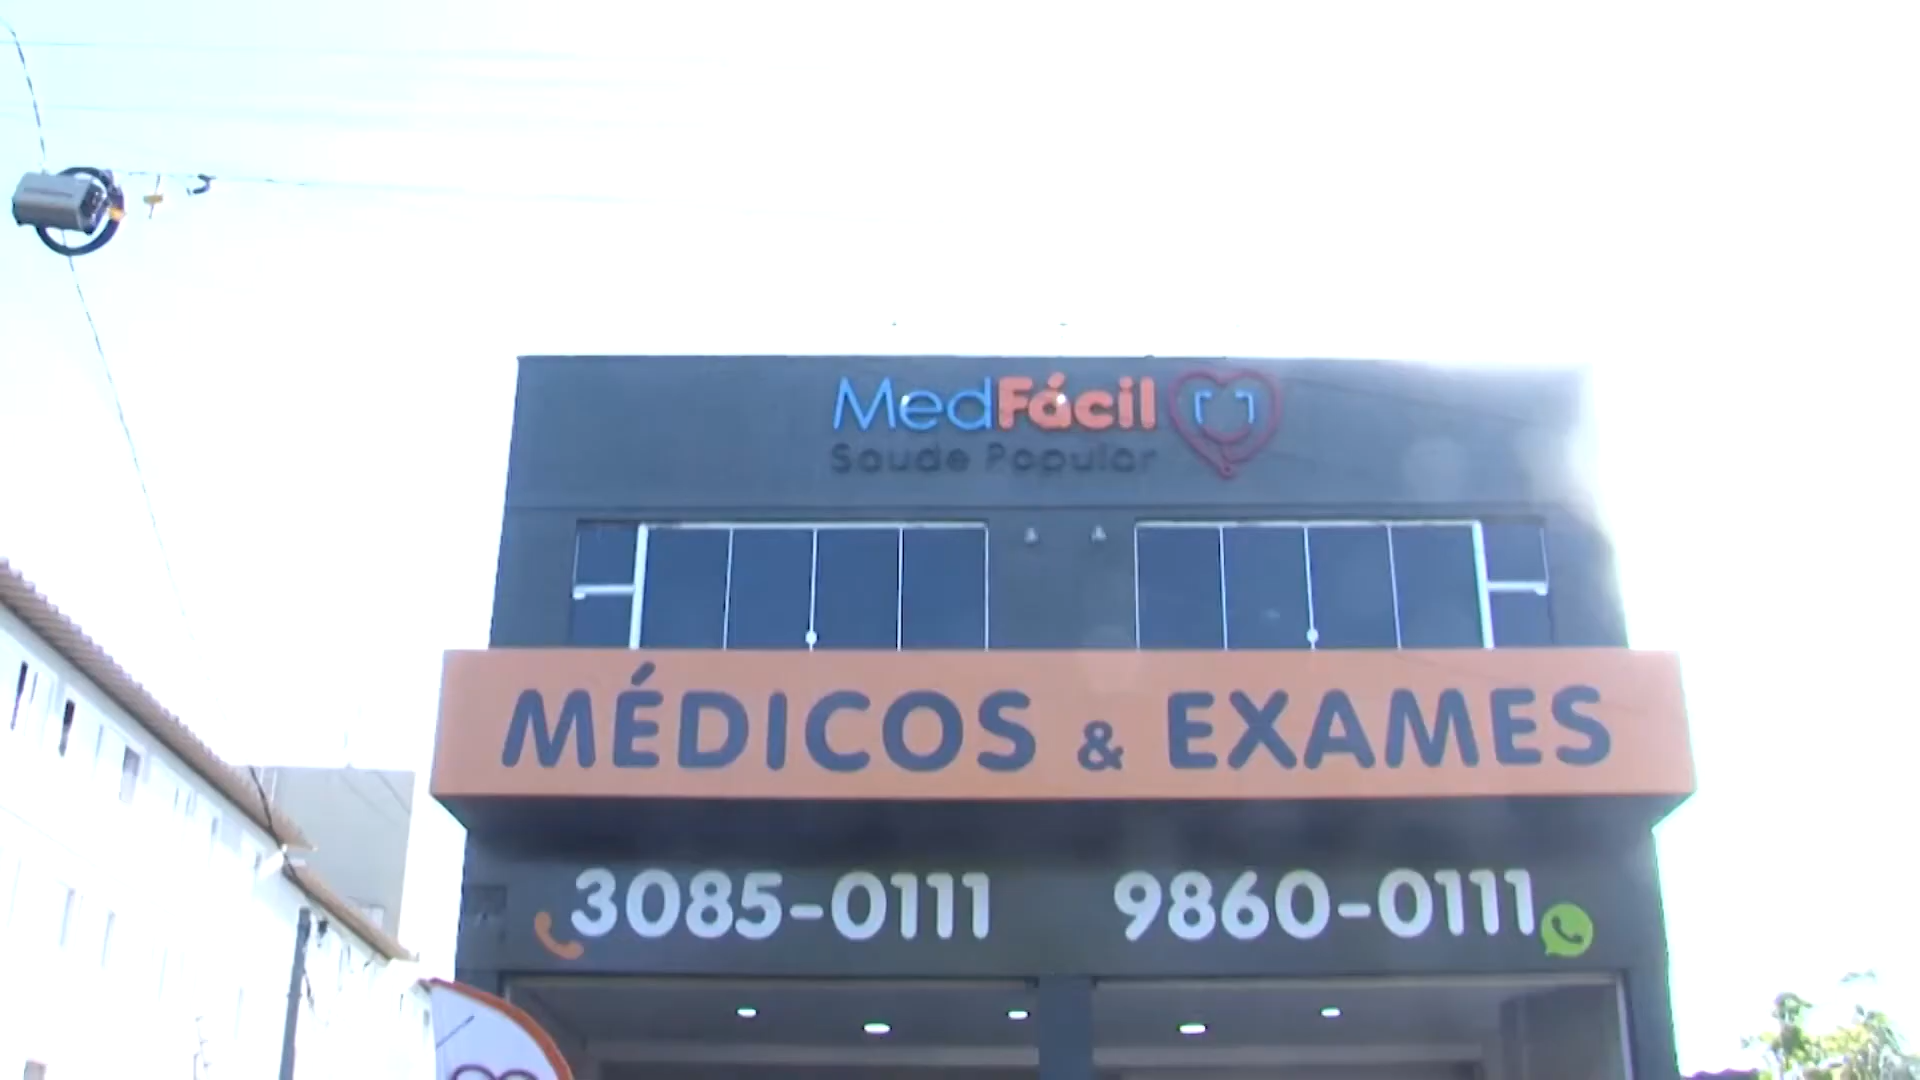 MedFácil
Saude Popular
MÉDICOS & EXAMES
3085-0111
9860-0111